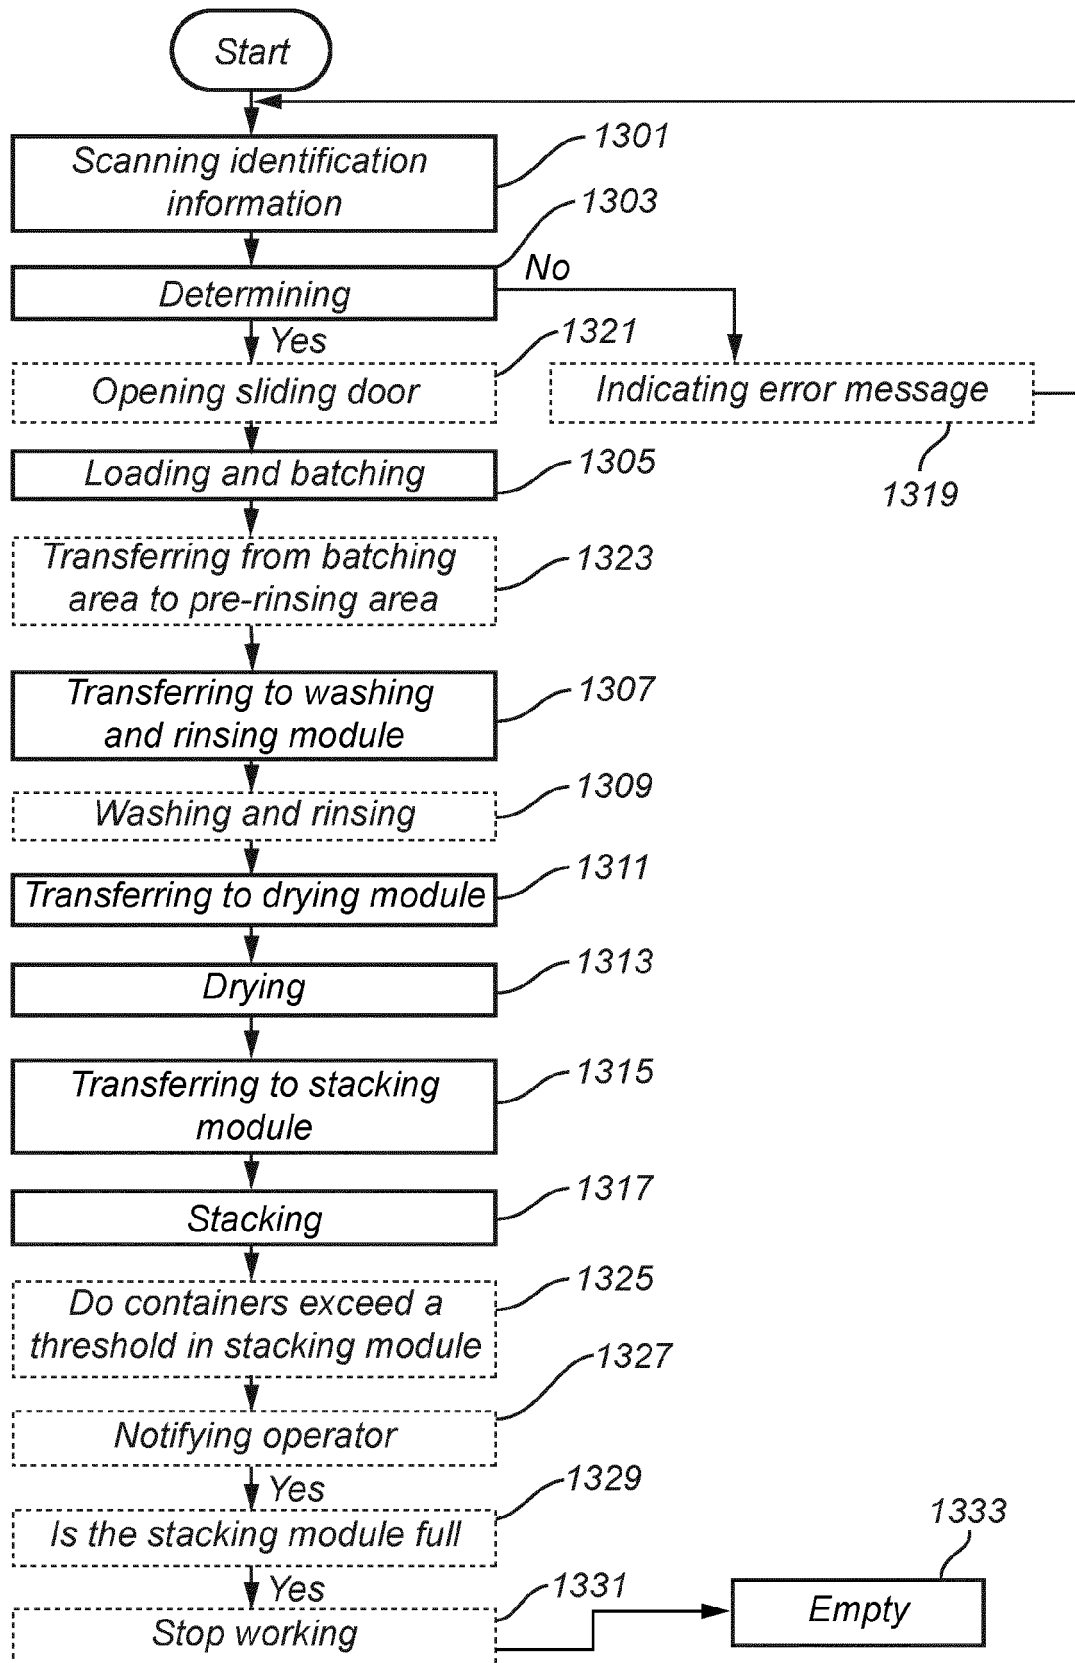 Start
Scanning identification
information
1301
1303
Determining
No
Yes
1321
Opening sliding door
Indicating error message
1319
Loading and batching
1305
Transferring from batching
area to pre-rinsing area
1323
Transferring to washing
and rinsing module
1307
Washing and rinsing
1309
Transferring to drying module
1311
Drying
1313
Transferring to stacking
module
1315
Stacking
1317
Do containers exceed a
threshold in stacking module
1325
1327
Notifying operator
Yes
1329
Is the stacking module full
Yes
1331
Stop working
1333
Empty